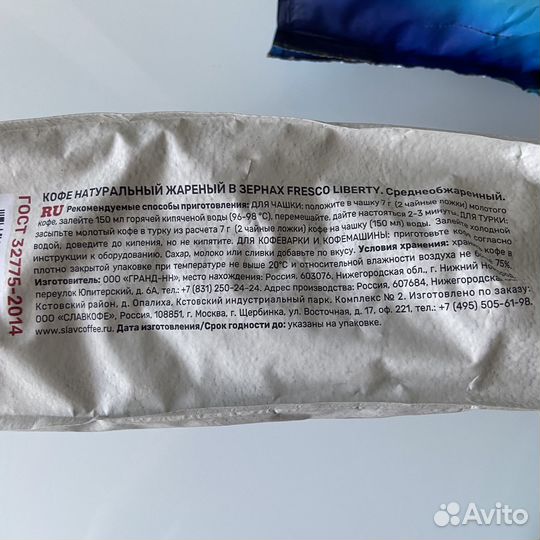 КОФЕ НАТУРАЛЬНЫЙ ЖАРЕНЫЙ В ЗЕРНАХ FRESCO LIBERTY. Среднеобжаренный.
RU Рекомендуемые способы приготовления: ДЛЯ ЧАШКИ: положите в чашку 7 г (2 чайные ложки) молотого
кофе, залейте 150 мл горячей кипяченой воды (96-98 °С), перемешайте, дайте настояться 2-3 минуты. ДЛЯ ТУРКИ:
засыпьте молотый кофе в турку из расчета 7 г (2 чайные ложки) кофе на чашку (150 мл) воды. Залейте холодной
водой, доведите до кипения, но не кипятите. ДЛЯ КОФЕВАРКИ И КОФЕМАШИНЫ: приготовьте кофе, согласно
инструкции к оборудованию. Сахар, молоко или сливки добавьте по вкусу. Условия хранения: кофе в
плотно закрытой упаковке при температуре не выше 20°С и относительной влажности воздуха не 75%.
Изготовитель: ООО «ГРАНД-НН» место нахождения: Россия, 603076, Нижегородская обл., г. Нижний
переулок Юпитерский, д. 6А, тел.: +7 (831) 250-24-24. Адрес производства: Россия, 607684, Нижегородская
Кстовский район, д. Опалиха, Кстовский индустриальный парк, Комплекс № 2. Изготовлено по заказу:
ООО «СЛАВКОФЕ», Россия, 108851, г. Москва, г. Щербинка, ул. Восточная, д. 17, оф. 221, тел.: +7 (495) 505-61-98.
www.slavcoffee.ru. Дата изготовления/Срок годности до: указаны на упаковке.
ГОСТ 32775-2014
Avito